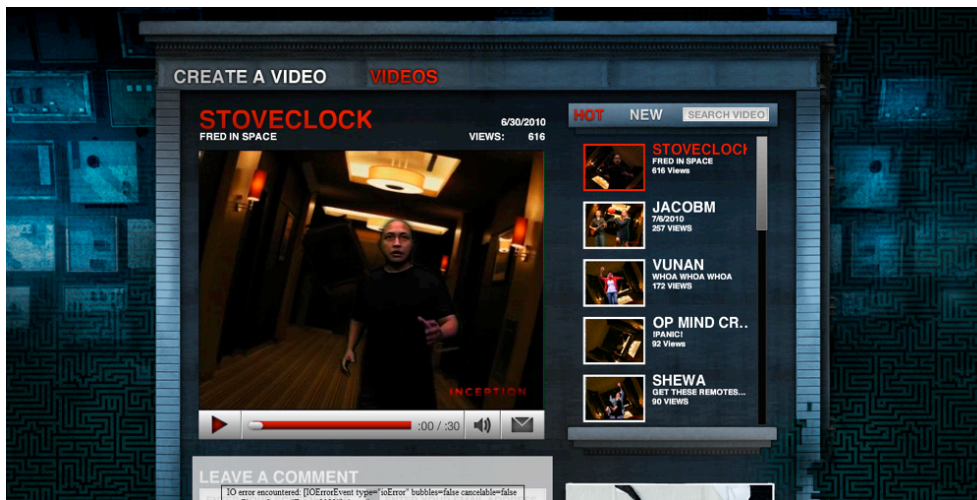 CREATE A VIDEO VIDEOS
STOVECLOCK
FRED IN SPACE
6/30/2010
VIEWS: 616
INCEPTION
:00 / :30
LEAVE A COMMENT
IO error encountered: [IOErrorEvent type="ioError" bubbles=false cancelable=false
HOT NEW SEARCH VIDEO
STOVECLOCK
FRED IN SPACE
616 Views
JACOBM
7/6/2010
257 VIEWS
VUNAN
WHOA WHOA WHOA
172 VIEWS
OP MIND CR..
!PANIC!
92 Views
SHEWA
GET THESE REMOTES...
90 VIEWS